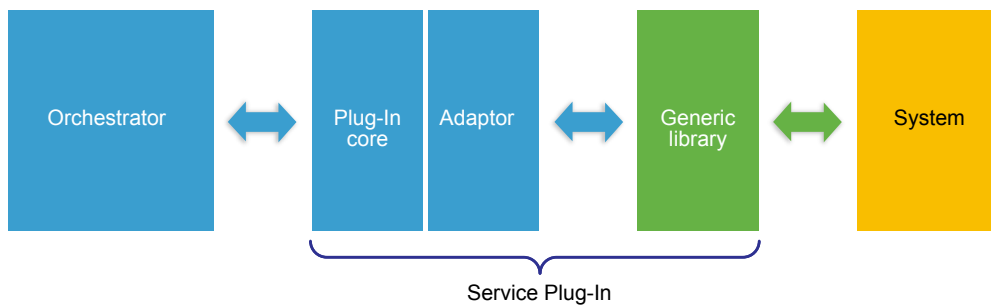 Orchestrator
Plug-In
core
Adaptor
Generic
library
System
Service Plug-In